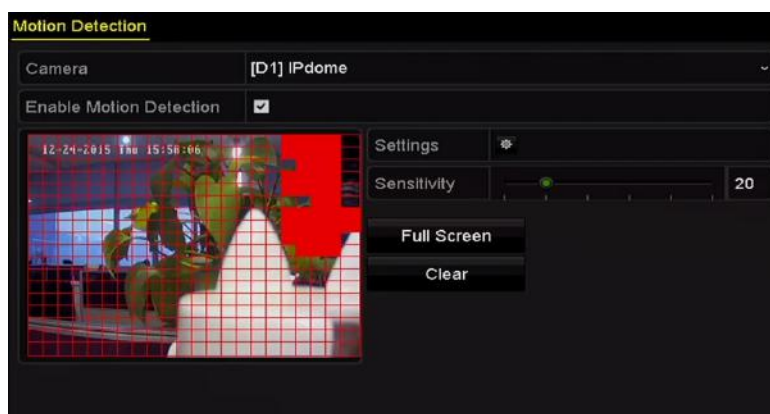 Motion Detection
Camera
[D1] IPdome
Enable Motion Detection
12-24-2015 Thu 15:58:06
Settings
Sensitivity
20
Full Screen
Clear